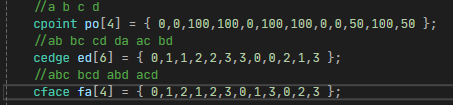 //a b c d
cpoint po[4] = { 0,0,100,100,0,100,100,0,0,50,100,50 };
//ab bc cd da ac bd
cedge ed[6] = { 0,1,1,2,2,3,3,0,0,2,1,3 };
//abc bcd abd acd
cface fa[4] = { 0,1,2,1,2,3,0,1,3,0,2,3 };